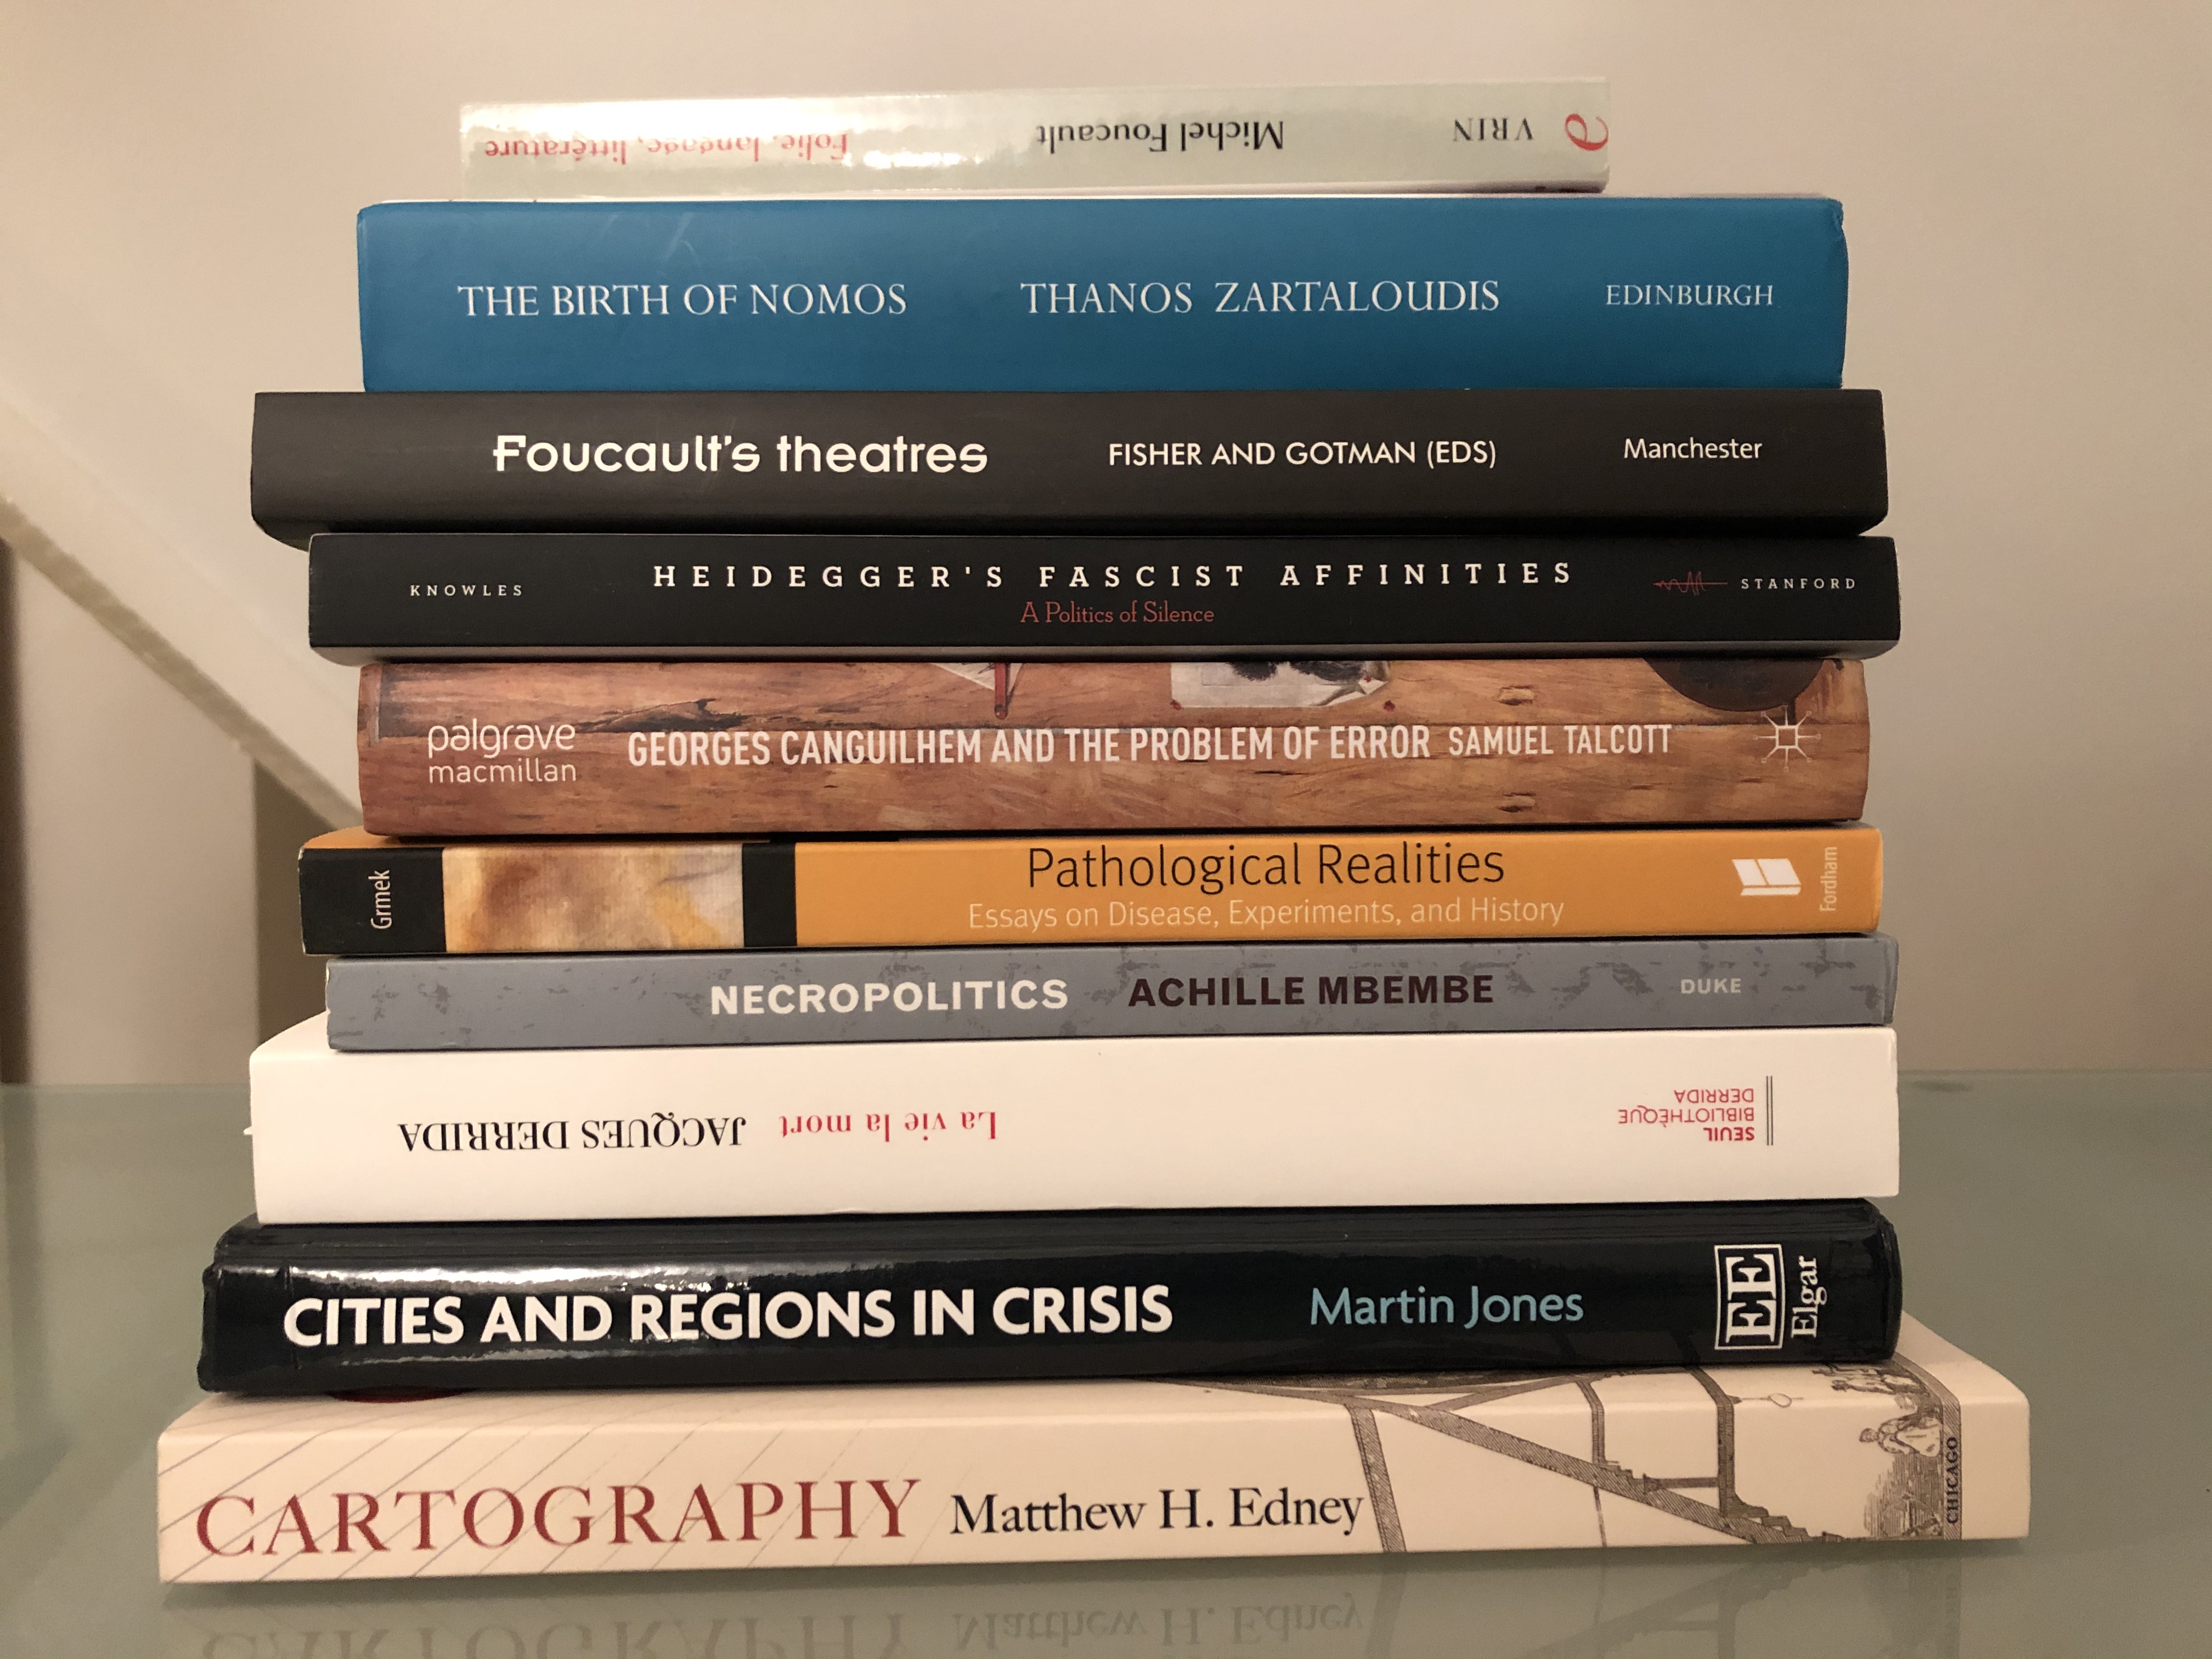 Folie, langage, littérature
Michel Foucault
VRIN
THE BIRTH OF NOMOS THANOS ZARTALOUDIS EDINBURGH
Foucault's theatres FISHER AND GOTMAN (EDS) Manchester
KNOWLES HEIDEGGER'S FASCIST AFFINITIES STANFORD
A Politics of Silence
palgrave
macmillan
GEORGES CANGUILHEM AND THE PROBLEM OF ERROR SAMUEL TALCOTT
Grmek
Pathological Realities
Essays on Disease, Experiments, and History
Fordham
NECROPOLITICS ACHILLE MBEMBE DUKE
JACQUES DERRIDA
La vie la mort
SEUIL
BIBLIOTHÈQUE
DERRIDA
CITIES AND REGIONS IN CRISIS Martin Jones
EE
Elgar
CARTOGRAPHY Matthew H. Edney
CHICAGO